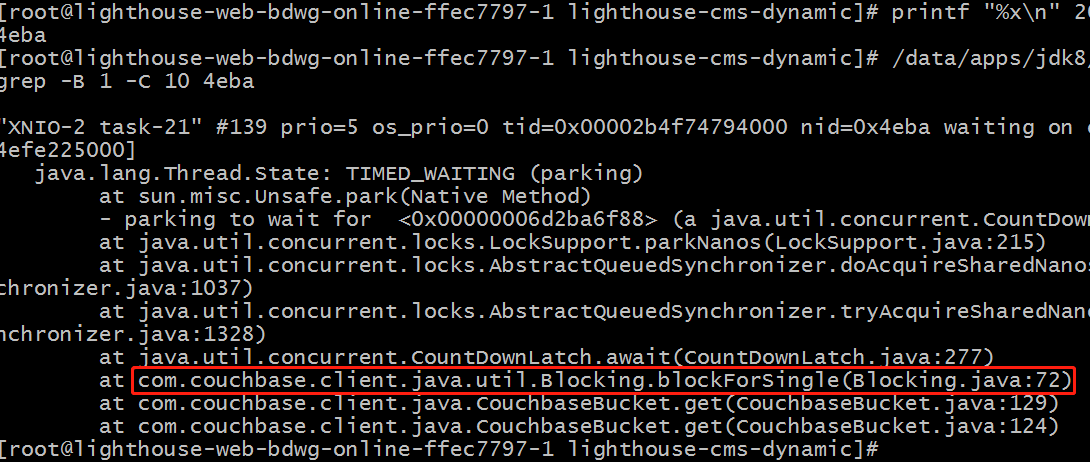 [root@lighthouse-web-bdwg-online-ffec7797-1 lighthouse-cms-dynamic]# printf "%x\n" 20
4eba
[root@lighthouse-web-bdwg-online-ffec7797-1 lighthouse-cms-dynamic]# /data/apps/jdk8/
grep -B 1 -C 10 4eba
"XNIO-2 task-21" #139 prio=5 os_prio=0 tid=0x00002b4f74794000 nid=0x4eba waiting on
4efe225000]
java.lang.Thread.State: TIMED_WAITING (parking)
at sun.misc.Unsafe.park(Native Method)
- parking to wait for <0x00000006d2ba6f88> (a java.util.concurrent.CountDown
at java.util.concurrent.locks.LockSupport.parkNanos(LockSupport.java:215)
at java.util.concurrent.locks.AbstractQueuedSynchronizer.doAcquireSharedNanos
chronizer.java:1037)
at java.util.concurrent.locks.AbstractQueuedSynchronizer.tryAcquireSharedNano
nchronizer.java:1328)
at java.util.concurrent.CountDownLatch.await(CountDownLatch.java:277)
at com.couchbase.client.java.util.Blocking.blockForSingle(Blocking.java:72)
at com.couchbase.client.java.CouchbaseBucket.get(CouchbaseBucket.java:129)
at com.couchbase.client.java.CouchbaseBucket.get(CouchbaseBucket.java:124)
[root@lighthouse-web-bdwg-online-ffec7797-1 lighthouse-cms-dynamic]#